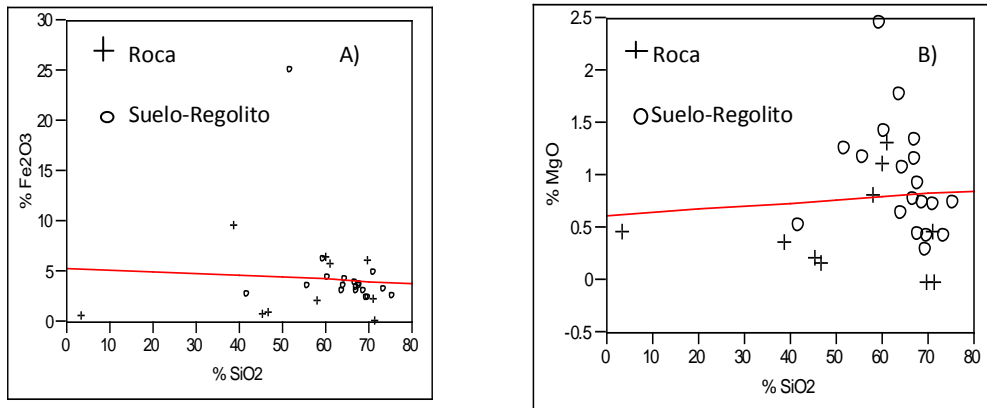 30
25
20
15
10
5
0
% Fe2O3
Roca A)
Suelo-Regolito
0 10 20 30 40 50 60 70 80
% SiO2
2.5
2
1.5
1
0.5
0
-0.5
% MgO
Roca B)
Suelo-Regolito
0 10 20 30 40 50 60 70 80
% SiO2